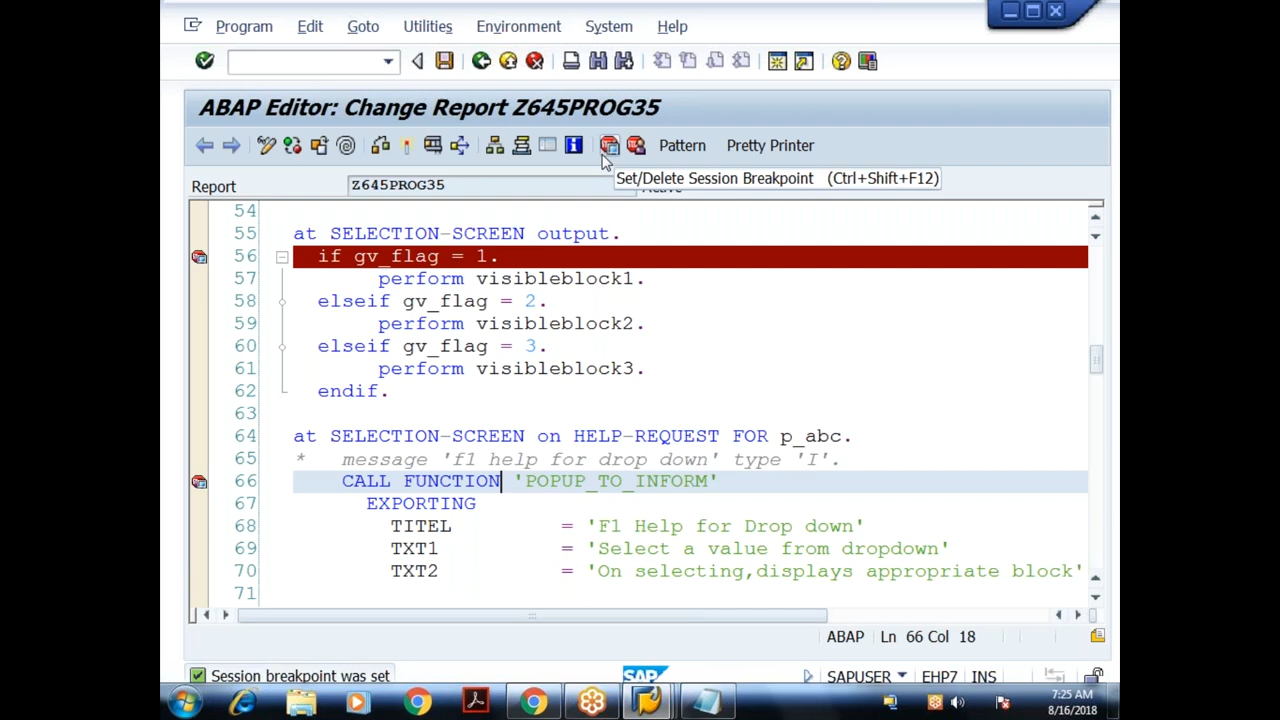 Program Edit Goto Utilities Environment System Help
ABAP Editor: Change Report Z645PROG35
Pattern Pretty Printer
Set/Delete Session Breakpoint (Ctrl+Shift+F12)
Report Z645PROG35
54
55 at SELECTION-SCREEN output.
56 if gv_flag = 1.
57 perform visibleblock1.
58 elseif gv_flag = 2.
59 perform visibleblock2.
60 elseif gv_flag = 3.
61 perform visibleblock3.
62 endif.
63
64 at SELECTION-SCREEN on HELP-REQUEST FOR p_abc.
65 * message 'f1 help for drop down' type 'I'.
66 CALL FUNCTION 'POPUP_TO_INFORM'
67 EXPORTING
68 TITEL = 'F1 Help for Drop down'
69 TXT1 = 'Select a value from dropdown'
70 TXT2 = 'On selecting,displays appropriate block'
71
ABAP Ln 66 Col 18
Session breakpoint was set SAP SAPUSER EHP7 INS
7:25 AM
8/16/2018